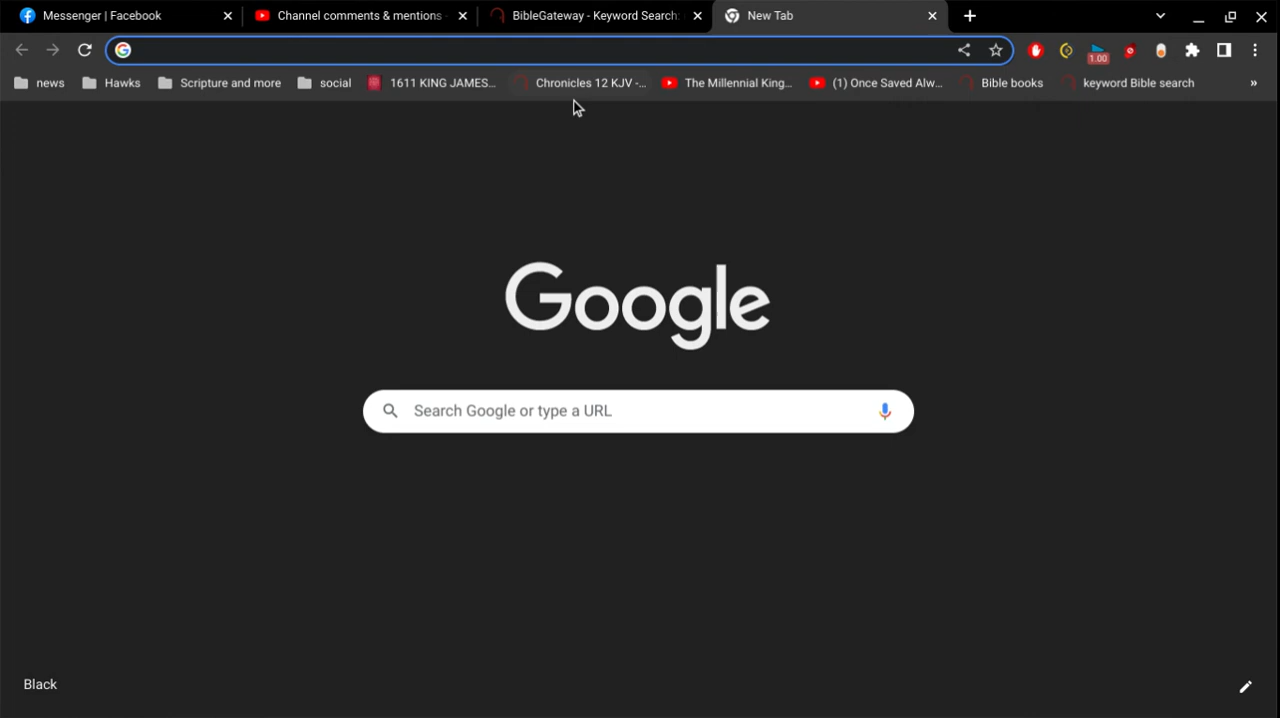 Messenger | Facebook
Channel comments & mentions
BibleGateway - Keyword Search:
New Tab
1.00
news
Hawks
Scripture and more
social
1611 KING JAMES...
Chronicles 12 KJV -...
The Millennial King...
(1) Once Saved Alw...
Bible books
keyword Bible search
»
Google
Search Google or type a URL
Black